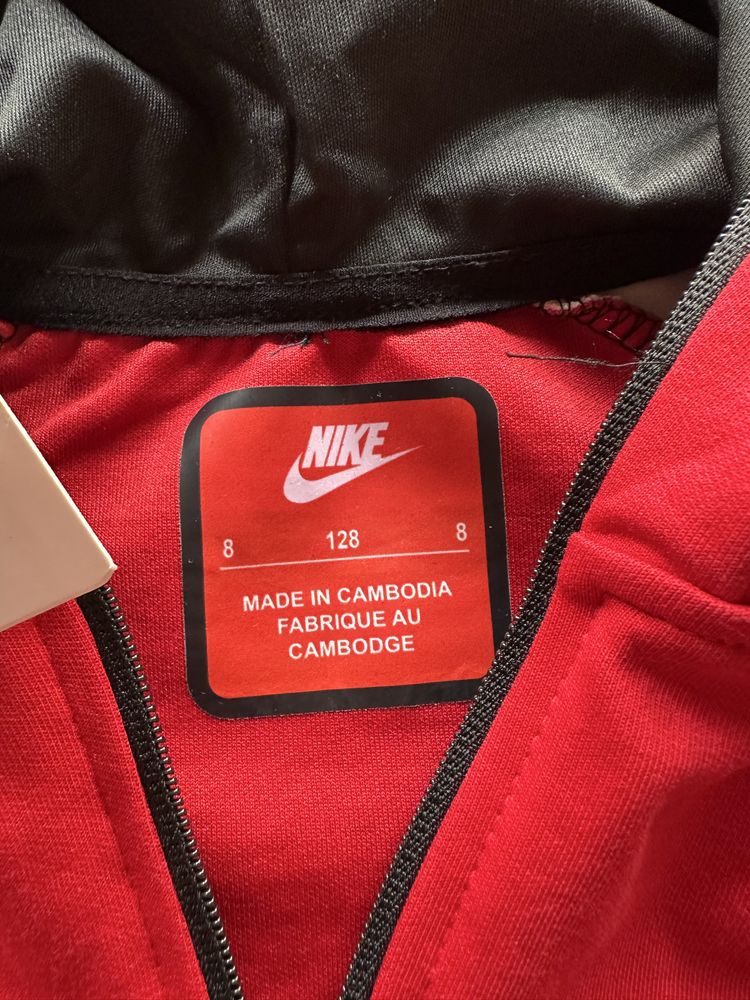 NIKE
8 128 8
MADE IN CAMBODIA
FABRIQUE AU
CAMBODGE